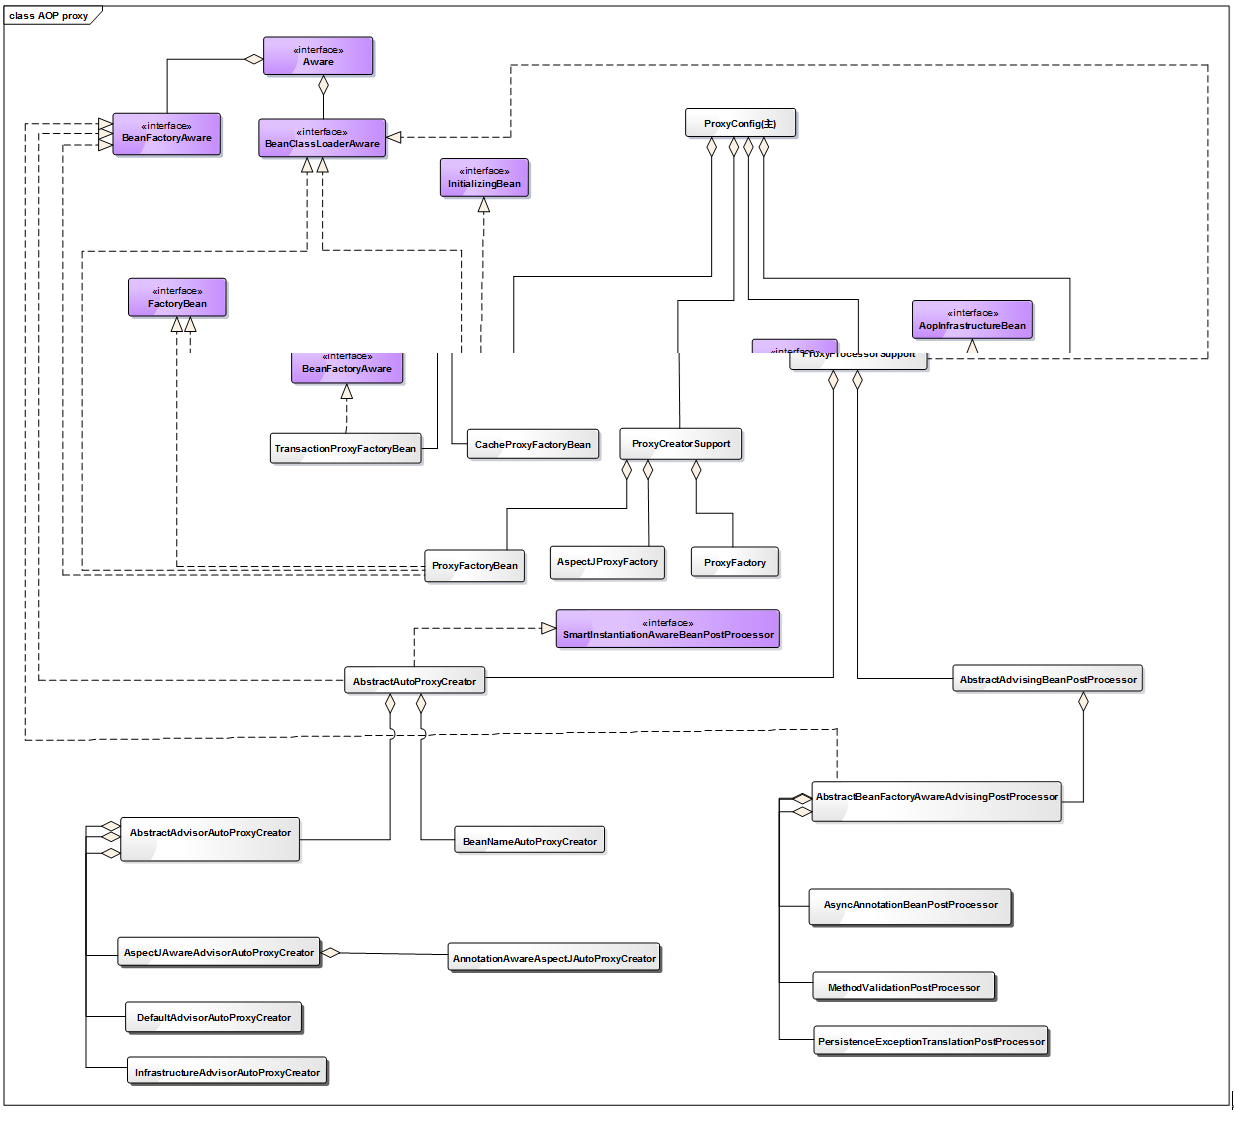 class AOP proxy
«interface»
Aware
«interface»
BeanFactoryAware
«interface»
BeanClassLoaderAware
ProxyConfig(主)
«interface»
InitializingBean
«interface»
FactoryBean
«interface»
AopInfrastructureBean
«interface»
ProxyProcessorSupport
«interface»
BeanFactoryAware
TransactionProxyFactoryBean
CacheProxyFactoryBean
ProxyCreatorSupport
ProxyFactoryBean
AspectJProxyFactory
ProxyFactory
«interface»
SmartInstantiationAwareBeanPostProcessor
AbstractAutoProxyCreator
AbstractAdvisingBeanPostProcessor
AbstractBeanFactoryAwareAdvisingPostProcessor
AbstractAdvisorAutoProxyCreator
BeanNameAutoProxyCreator
AsyncAnnotationBeanPostProcessor
AspectJAwareAdvisorAutoProxyCreator
AnnotationAwareAspectJAutoProxyCreator
MethodValidationPostProcessor
DefaultAdvisorAutoProxyCreator
PersistenceExceptionTranslationPostProcessor
InfrastructureAdvisorAutoProxyCreator